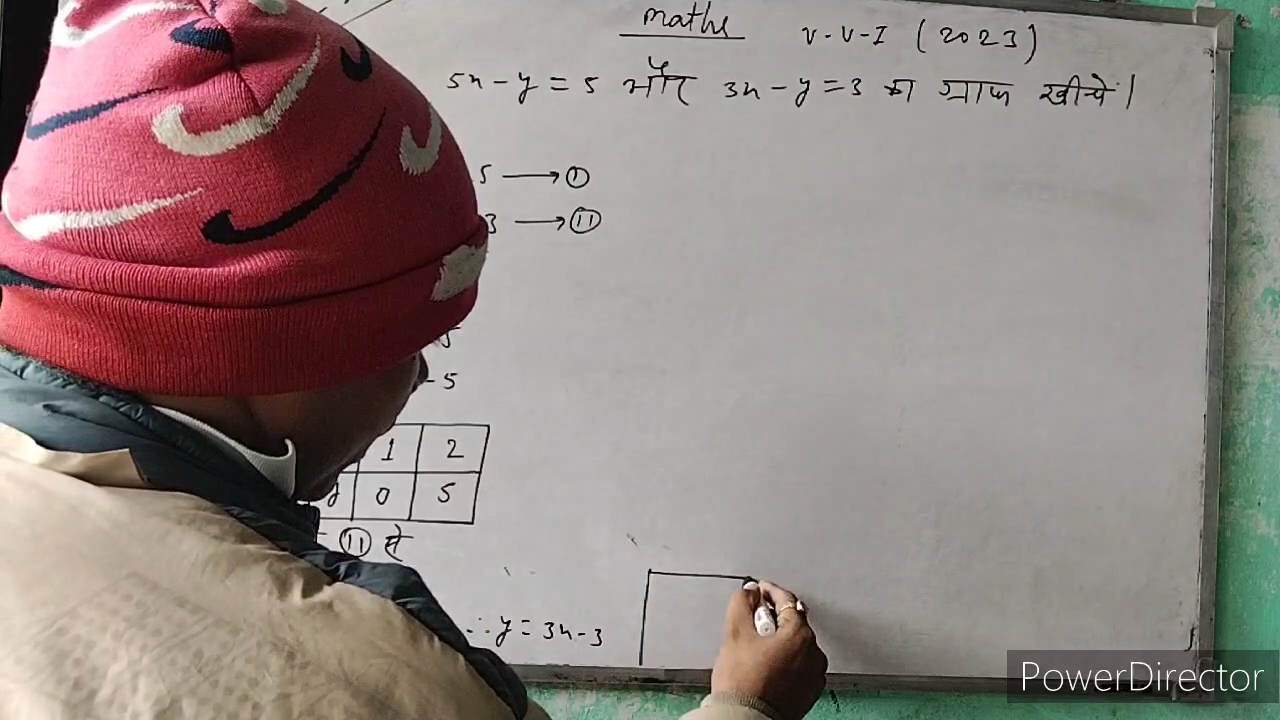 maths V-V-I (2023)
5x-y=5 और 3x-y=3 का ग्राफ खीचे।
5 → (1)
3 → (11)
5
-5
1 2
y 0 5
(11) से
∴ y = 3x-3
PowerDirector